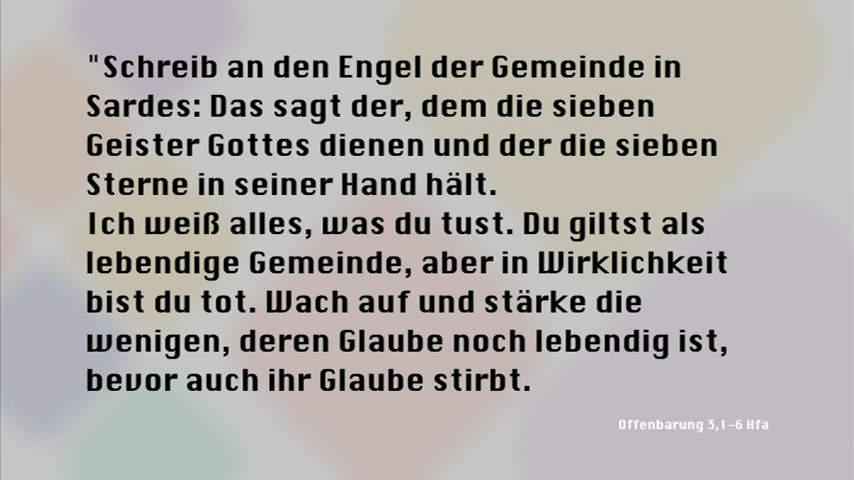 "Schreib an den Engel der Gemeinde in
Sardes: Das sagt der, dem die sieben
Geister Gottes dienen und der die sieben
Sterne in seiner Hand hält.
Ich weiß alles, was du tust. Du giltst als
lebendige Gemeinde, aber in Wirklichkeit
bist du tot. Wach auf und stärke die
wenigen, deren Glaube noch lebendig ist,
bevor auch ihr Glaube stirbt.
Offenbarung 3,1-6 Hfa